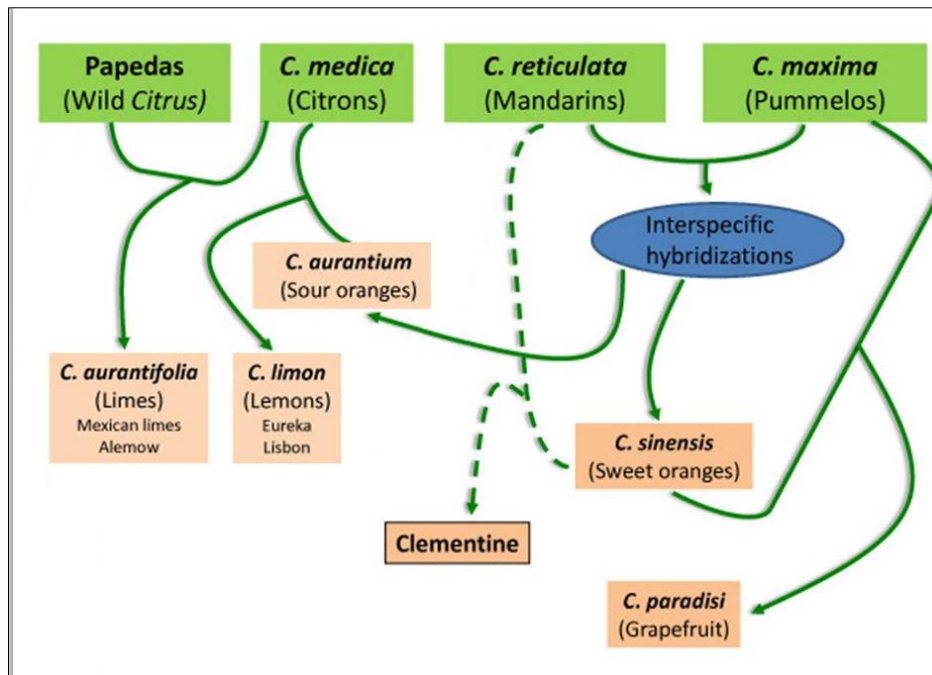 Papedas
(Wild Citrus)
C. medica
(Citrons)
C. reticulata
(Mandarins)
C. maxima
(Pummelos)
Interspecific
hybridizations
C. aurantium
(Sour oranges)
C. aurantifolia
(Limes)
Mexican limes
Alemow
C. limon
(Lemons)
Eureka
Lisbon
C. sinensis
(Sweet oranges)
Clementine
C. paradisi
(Grapefruit)